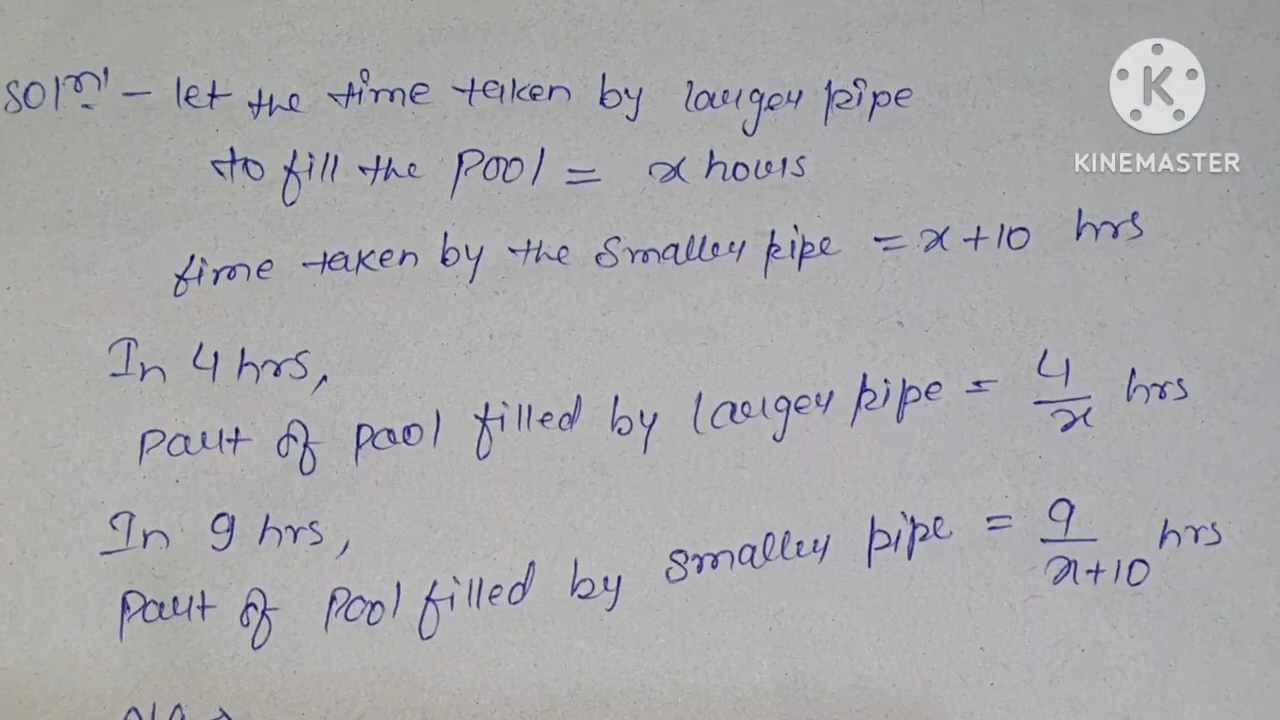 Solⁿ - let the time taken by larger pipe
to fill the pool = x hours
time taken by the smaller pipe = x+10 hrs
In 4 hrs,
part of pool filled by larger pipe = 4/x hrs
In 9 hrs,
part of pool filled by smaller pipe = 9/x+10 hrs
K
KINEMASTER